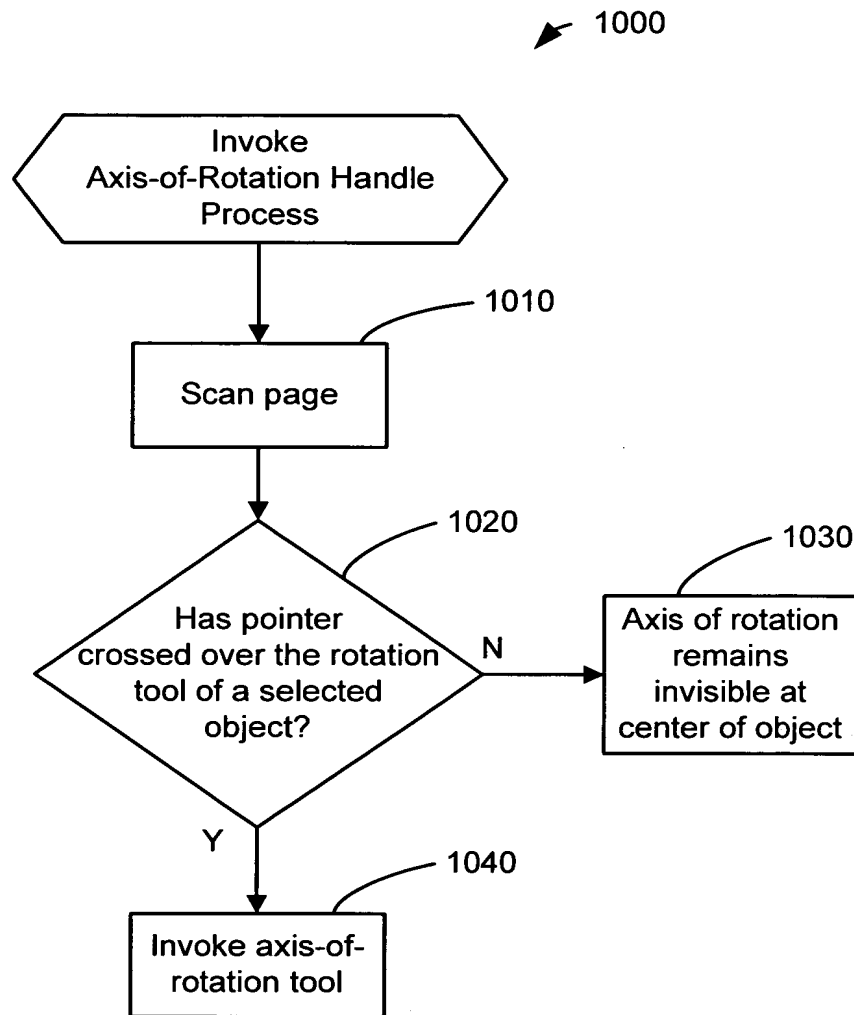 1000
Invoke
Axis-of-Rotation Handle
Process
1010
Scan page
1020
Has pointer
crossed over the rotation
tool of a selected
object?
N
1030
Axis of rotation
remains
invisible at
center of object
Y
1040
Invoke axis-of-
rotation tool